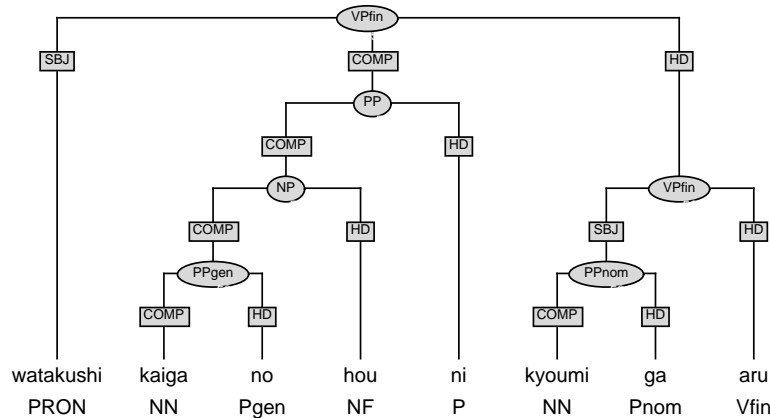 VPfin
SBJ COMP HD
PP
COMP HD
NP VPfin
COMP HD SBJ HD
PPgen PPnom
COMP HD COMP HD
watakushi kaiga no hou ni kyoumi ga aru
PRON NN Pgen NF P NN Pnom Vfin